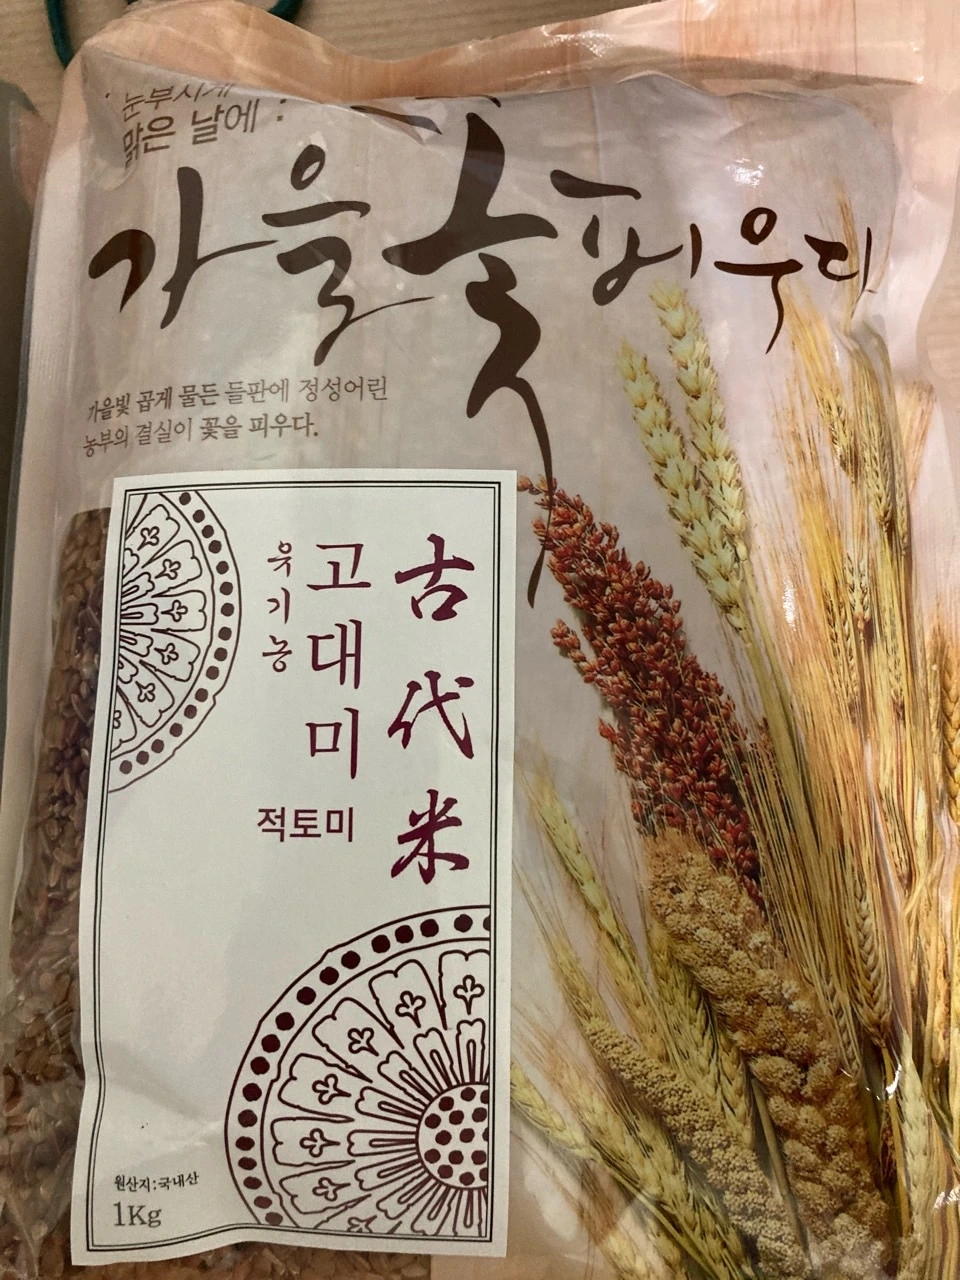 눈부시게
맑은 날에
가을 숯 피우다
가을빛 곱게 물든 들판에 정성어린
농부의 결실이 꽃을 피우다.
古代米
고대미
유기농
적토미
원산지:국내산
1Kg